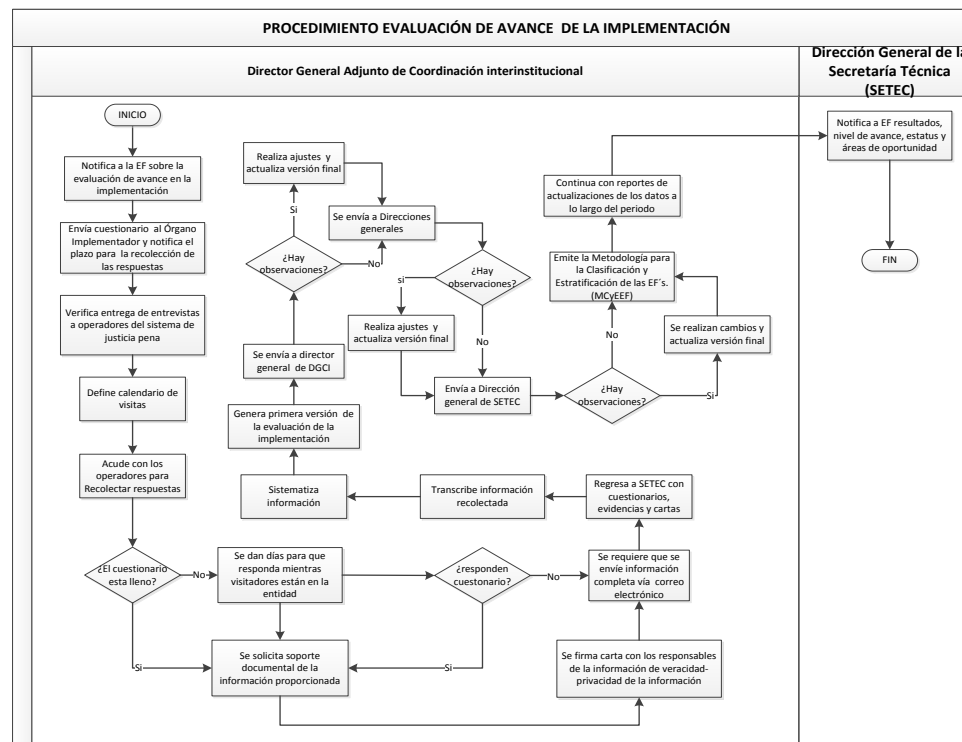 PROCEDIMIENTO EVALUACIÓN DE AVANCE DE LA IMPLEMENTACIÓN
Director General Adjunto de Coordinación interinstitucional
Dirección General de la
Secretaría Técnica
(SETEC)
INICIO
Notifica a la EF sobre la
evaluación de avance en la
implementación
Envía cuestionario al Órgano
Implementador y notifica el
plazo para la recolección de
las respuestas
Verifica entrega de entrevistas
a operadores del sistema de
justicia pena
Define calendario de
visitas
Acude con los
operadores para
Recolectar respuestas
¿El cuestionario
esta lleno?
No
Si
Se dan días para que
responda mientras
visitadores están en la
entidad
¿responden
cuestonario?
No
Si
Se solicita soporte
documental de la
información proporcionada
Se firma carta con los responsables
de la información de veracidad-
privacidad de la información
Se requiere que se
envíe información
completa vía correo
electrónico
Regresa a SETEC con
cuestionarios,
evidencias y cartas
Transcribe información
recolectada
Sistematiza
información
Genera primera versión de
la evaluación de la
implementación
Se envía a director
general de DGCI
¿Hay
observaciones?
Si
No
Realiza ajustes y
actualiza versión final
Se envía a Direcciones
generales
¿Hay
observaciones?
si
No
Realiza ajustes y
actualiza versión final
Envía a Dirección
general de SETEC
¿Hay
observaciones?
No
Si
Se realizan cambios y
actualiza versión final
Emite la Metodología para
la Clasificación y
Estratificación de las EF´s.
(MCyEEF)
Continua con reportes de
actualizaciones de los datos a
lo largo del periodo
Notifica a EF resultados,
nivel de avance, estatus y
áreas de oportunidad
FIN